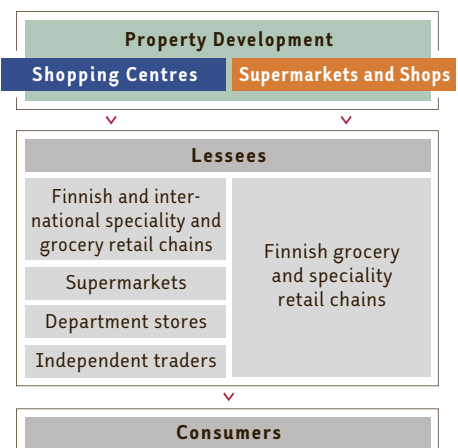 Property Development
Shopping Centres
Supermarkets and Shops
Lessees
Finnish and inter-
national speciality and
grocery retail chains
Supermarkets
Department stores
Independent traders
Finnish grocery
and speciality
retail chains
Consumers